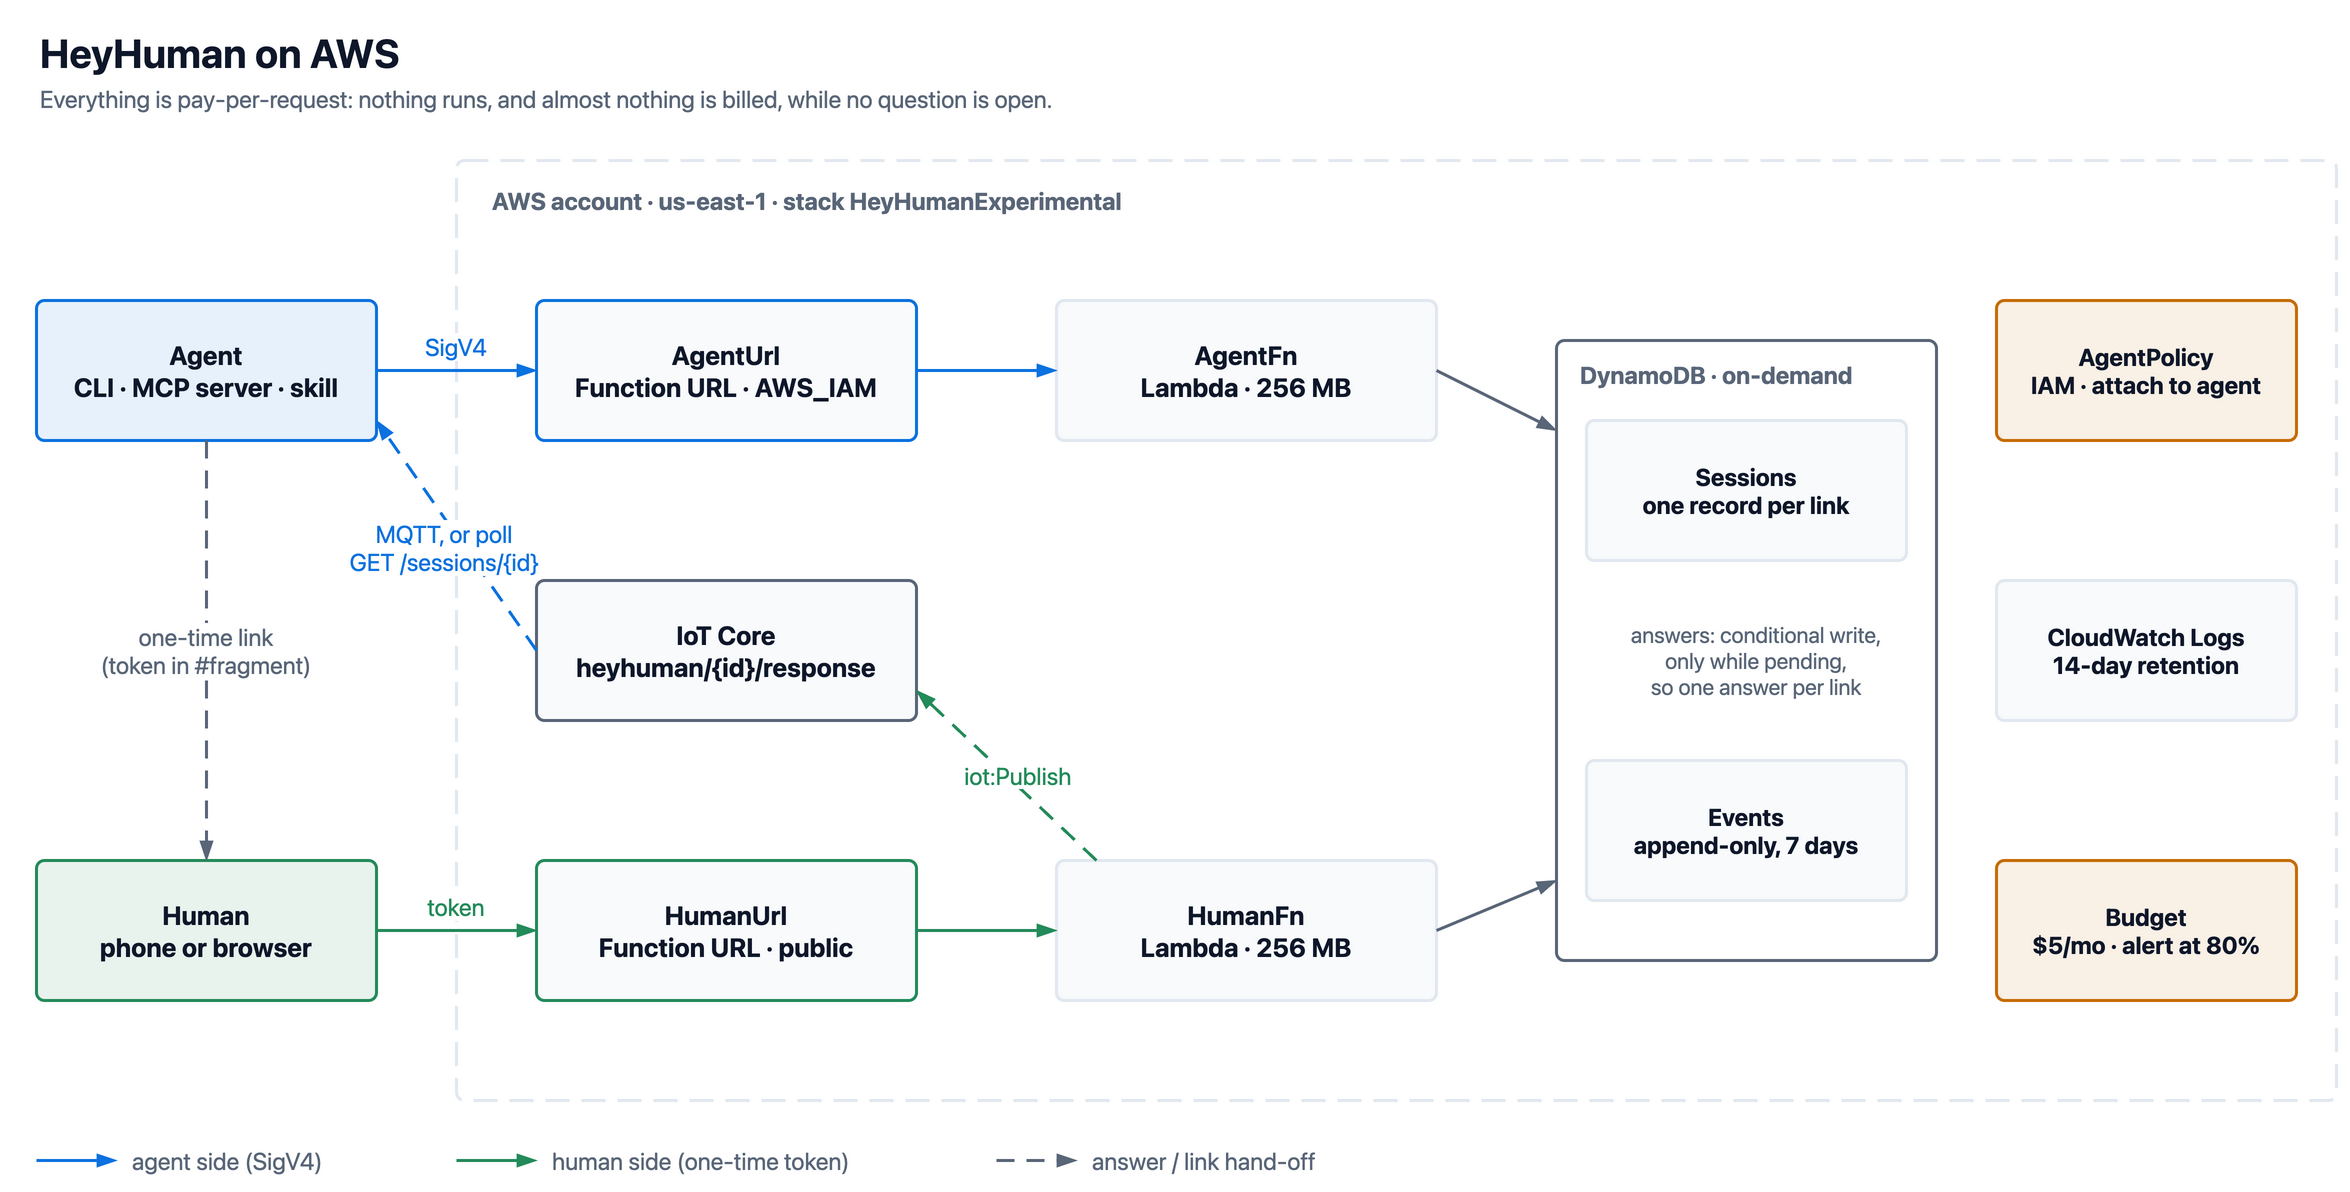 HeyHuman on AWS
Everything is pay-per-request: nothing runs, and almost nothing is billed, while no question is open.
AWS account · us-east-1 · stack HeyHumanExperimental
Agent
CLI · MCP server · skill
SigV4
AgentUrl
Function URL · AWS_IAM
AgentFn
Lambda · 256 MB
DynamoDB · on-demand
Sessions
one record per link
answers: conditional write,
only while pending,
so one answer per link
Events
append-only, 7 days
AgentPolicy
IAM · attach to agent
MQTT, or poll
GET /sessions/{id}
one-time link
(token in #fragment)
IoT Core
heyhuman/{id}/response
iot:Publish
CloudWatch Logs
14-day retention
Human
phone or browser
token
HumanUrl
Function URL · public
HumanFn
Lambda · 256 MB
Budget
$5/mo · alert at 80%
agent side (SigV4)
human side (one-time token)
answer / link hand-off